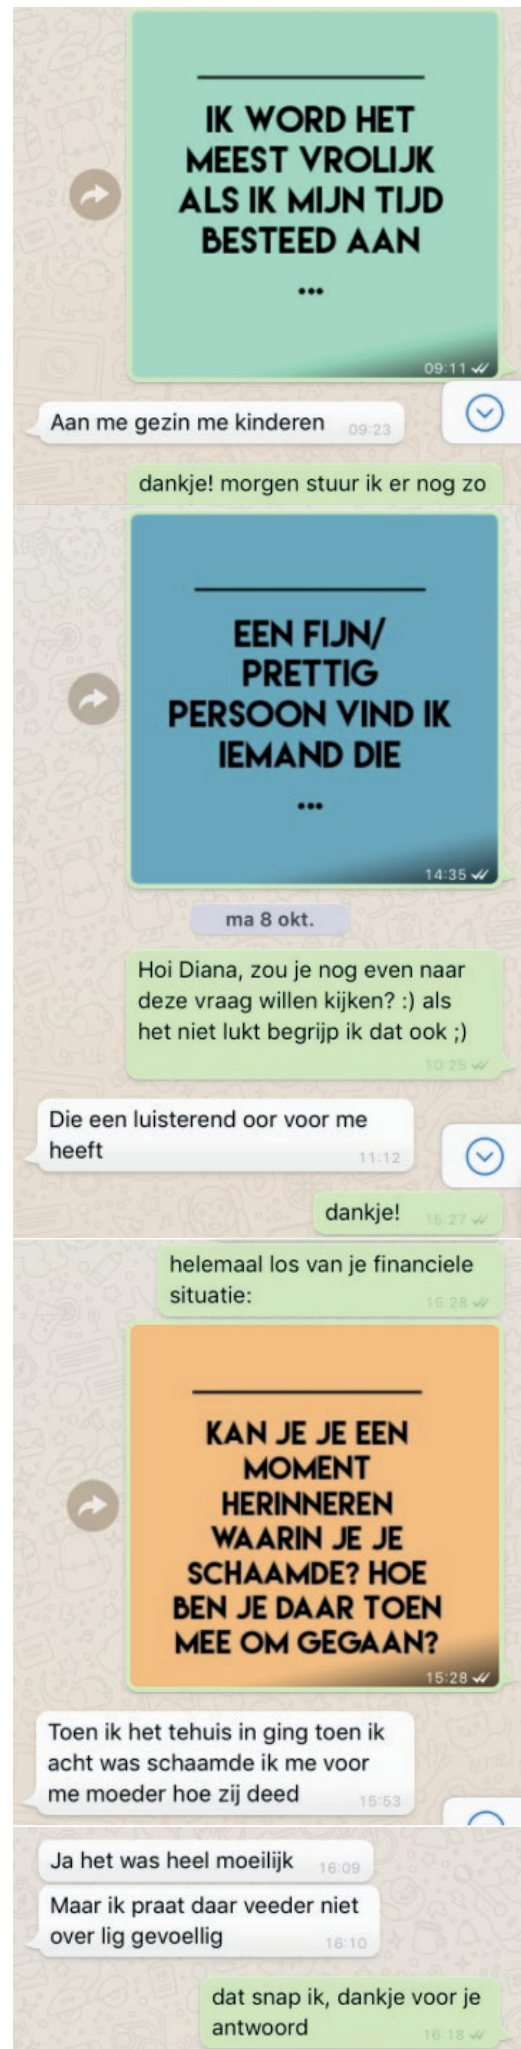 IK WORD HET
MEEST VROLIJK
ALS IK MIJN TIJD
BESTEED AAN
...
09:11
Aan me gezin me kinderen 09:23
dankje! morgen stuur ik er nog zo
EEN FIJN/
PRETTIG
PERSOON VIND IK
IEMAND DIE
...
14:35
ma 8 okt.
Hoi Diana, zou je nog even naar
deze vraag willen kijken? :) als
het niet lukt begrijp ik dat ook ;)
10:25
Die een luisterend oor voor me
heeft 11:12
dankje! 15:27
helemaal los van je financiele
situatie: 15:28
KAN JE JE EEN
MOMENT
HERINNEREN
WAARIN JE JE
SCHAAMDE? HOE
BEN JE DAAR TOEN
MEE OM GEGAAN?
15:28
Toen ik het tehuis in ging toen ik
acht was schaamde ik me voor
me moeder hoe zij deed 15:53
Ja het was heel moeilijk 16:09
Maar ik praat daar veeder niet
over lig gevoellig 16:10
dat snap ik, dankje voor je
antwoord 16:18